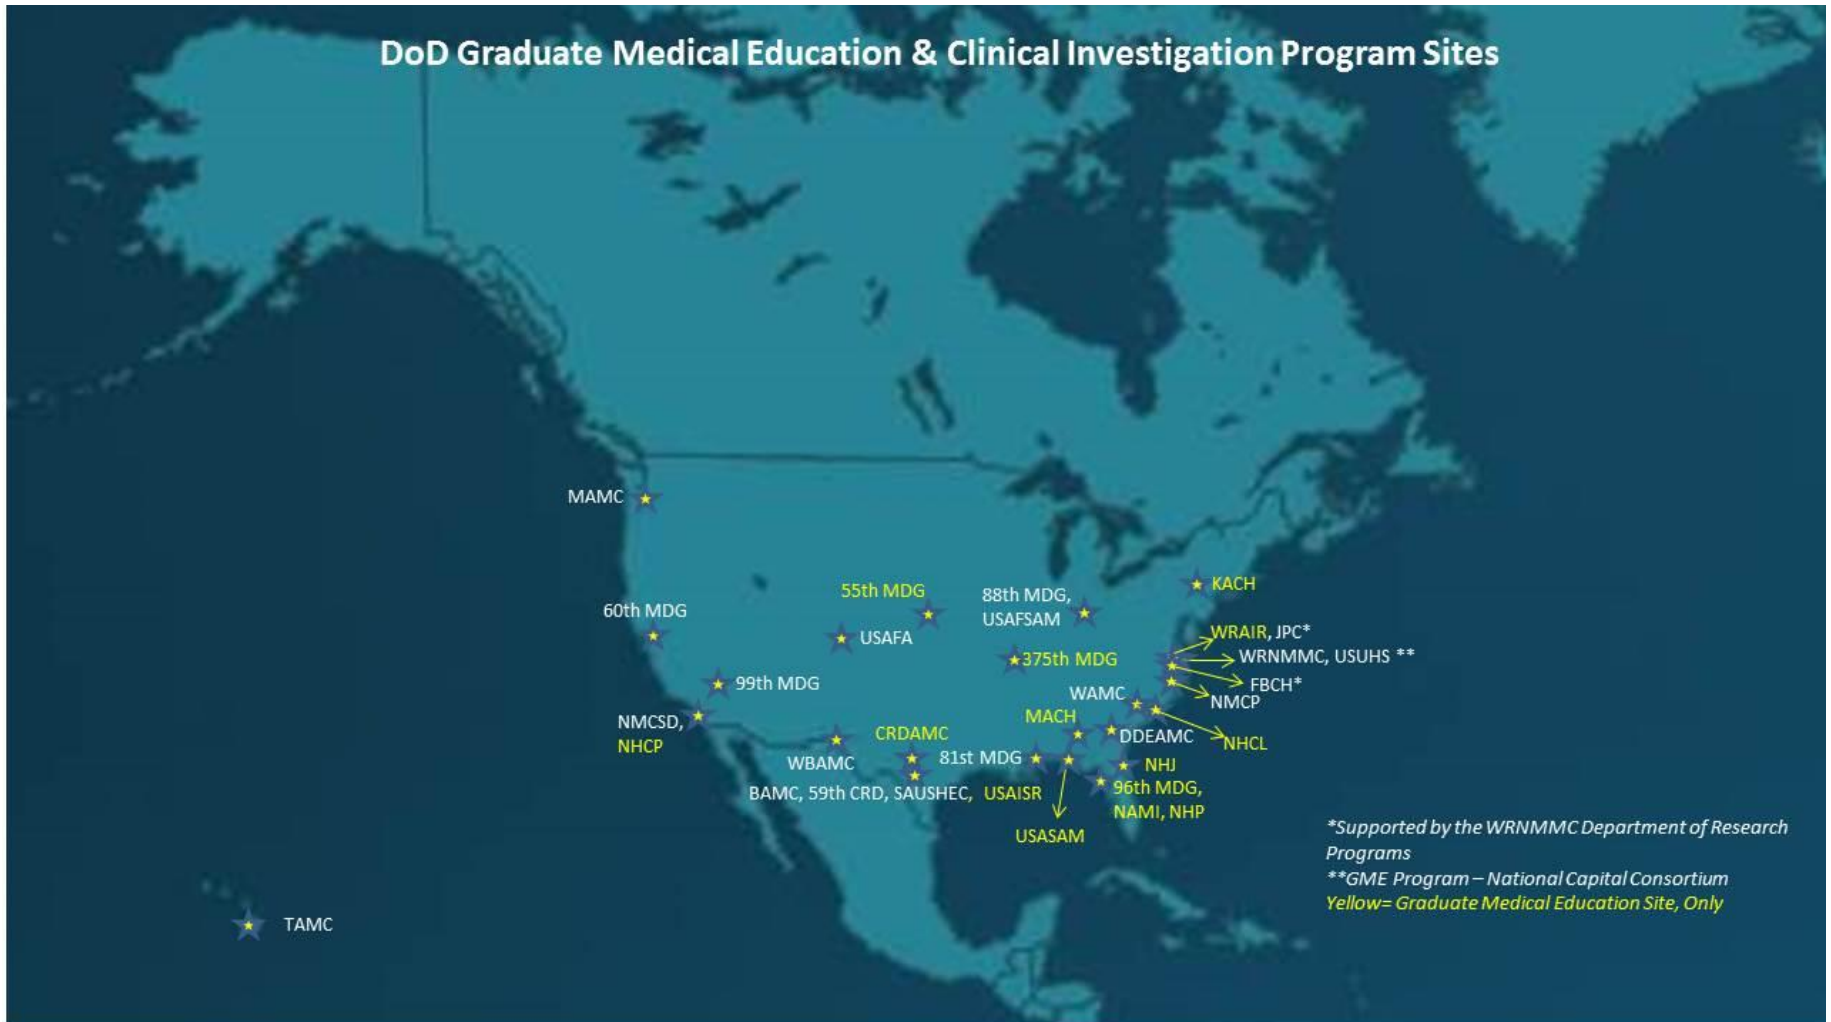 DoD Graduate Medical Education & Clinical Investigation Program Sites
MAMC
55th MDG
88th MDG,
USAFSAM
KACH
60th MDG
USAFA
WRAIR, JPC*
WRNMMC, USUHS **
375th MDG
FBCH*
99th MDG
WAMC
NMCP
NMCSD,
NHCP
MACH
CRDAMC
DDEAMC
NHCL
WBAMC
81st MDG
NHJ
BAMC, 59th CRD, SAUSHEC, USAISR
96th MDG,
NAMI, NHP
USASAM
*Supported by the WRNMMC Department of Research
Programs
**GME Program – National Capital Consortium
Yellow= Graduate Medical Education Site, Only
TAMC